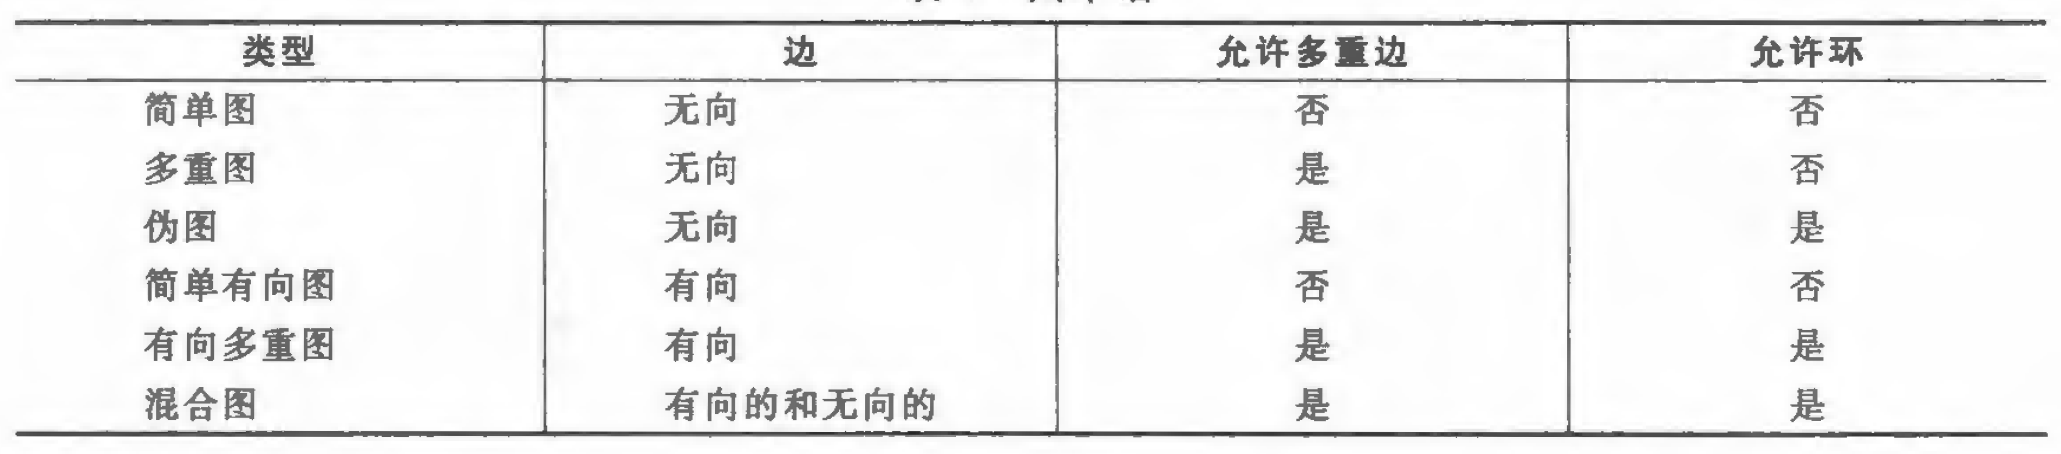 类型 边 允许多重边 允许环
简单图 无向 否 否
多重图 无向 是 否
伪图 无向 是 是
简单有向图 有向 否 否
有向多重图 有向 是 是
混合图 有向的和无向的 是 是